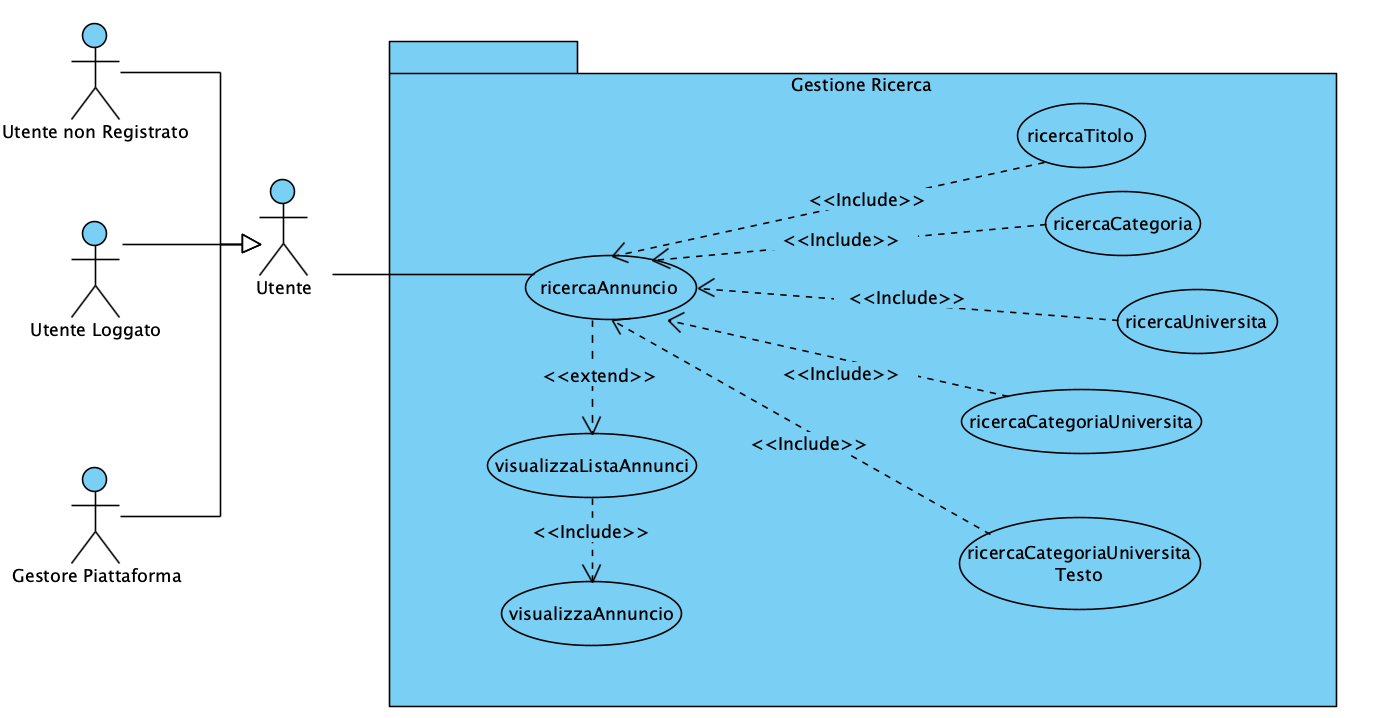 Utente non Registrato
Utente Loggato
Gestore Piattaforma
Utente
Gestione Ricerca
ricercaTitolo
<<Include>>
ricercaCategoria
<<Include>>
ricercaAnnuncio
<<Include>>
ricercaUniversita
<<extend>>
<<Include>>
ricercaCategoriaUniversita
<<Include>>
visualizzaListaAnnunci
<<Include>>
ricercaCategoriaUniversita
Testo
visualizzaAnnuncio